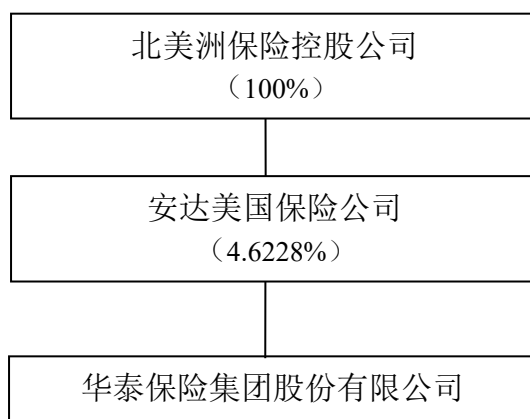 北美洲保险控股公司
（100%）
安达美国保险公司
（4.6228%）
华泰保险集团股份有限公司